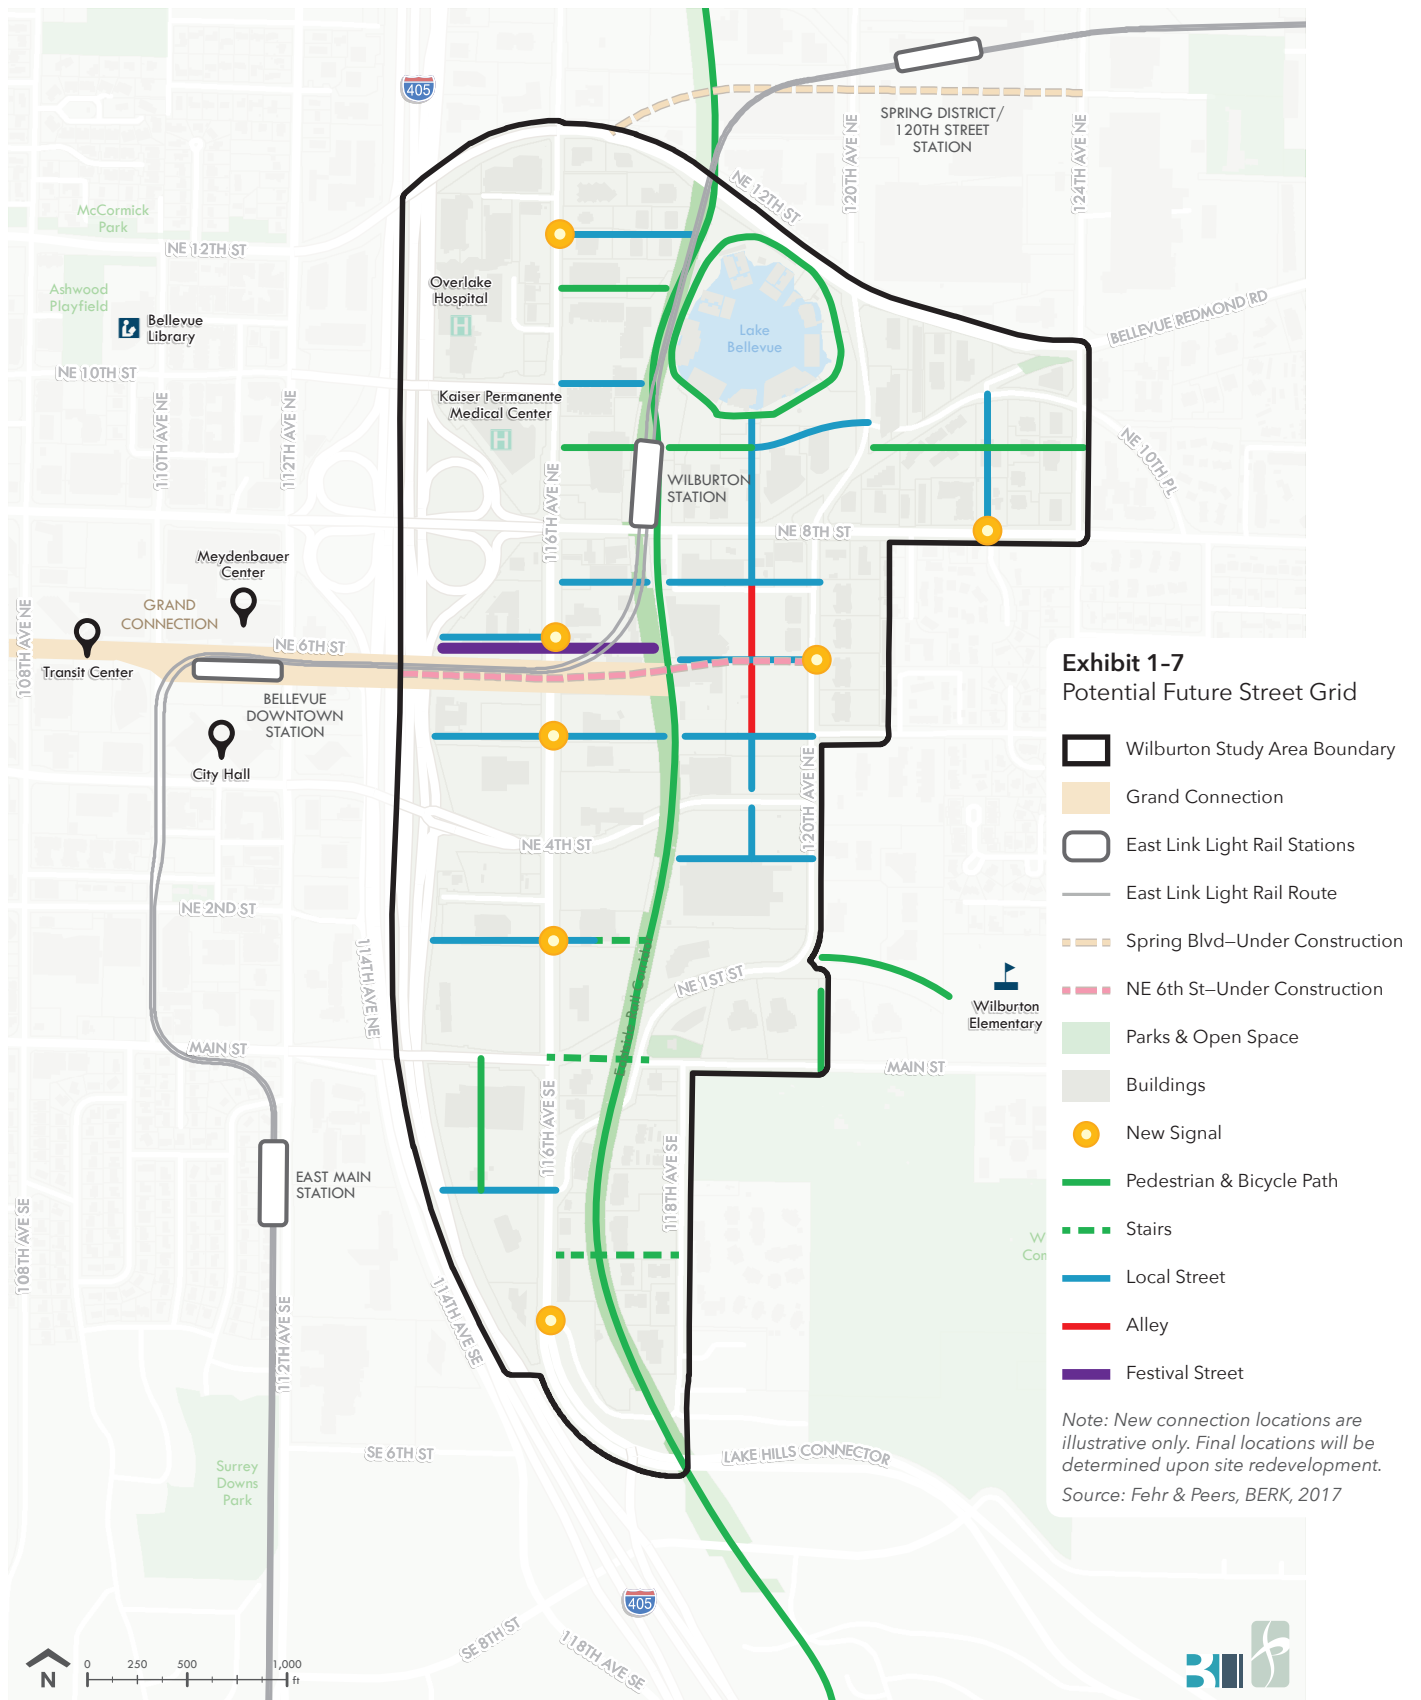 405
SPRING DISTRICT/
120TH STREET
STATION
120TH AVE NE
124TH AVE NE
NE 12TH ST
McCormick
Park
NE 12TH ST
Overlake
Hospital
H
Ashwood
Playfield
Bellevue
Library
Lake
Bellevue
BELLEVUE REDMOND RD
NE 10TH ST
110TH AVE NE
112TH AVE NE
Kaiser Permanente
Medical Center
H
NE 10TH PL
116TH AVE NE
WILBURTON
STATION
NE 8TH ST
Meydenbauer
Center
GRAND
CONNECTION
108TH AVE NE
NE 6TH ST
Transit Center
BELLEVUE
DOWNTOWN
STATION
City Hall
120TH AVE NE
NE 4TH ST
NE 2ND ST
114TH AVE NE
NE 1ST ST
Wilburton
Elementary
MAIN ST
MAIN ST
116TH AVE SE
118TH AVE SE
EAST MAIN
STATION
108TH AVE SE
112TH AVE SE
114TH AVE SE
SE 6TH ST
LAKE HILLS CONNECTOR
Surrey
Downs
Park
405
SE 8TH ST
118TH AVE SE
N
0 250 500 1,000
ft
Exhibit 1–7
Potential Future Street Grid
Wilburton Study Area Boundary
Grand Connection
East Link Light Rail Stations
East Link Light Rail Route
Spring Blvd–Under Construction
NE 6th St–Under Construction
Parks & Open Space
Buildings
New Signal
Pedestrian & Bicycle Path
Stairs
Local Street
Alley
Festival Street
Note: New connection locations are
illustrative only. Final locations will be
determined upon site redevelopment.
Source: Fehr & Peers, BERK, 2017